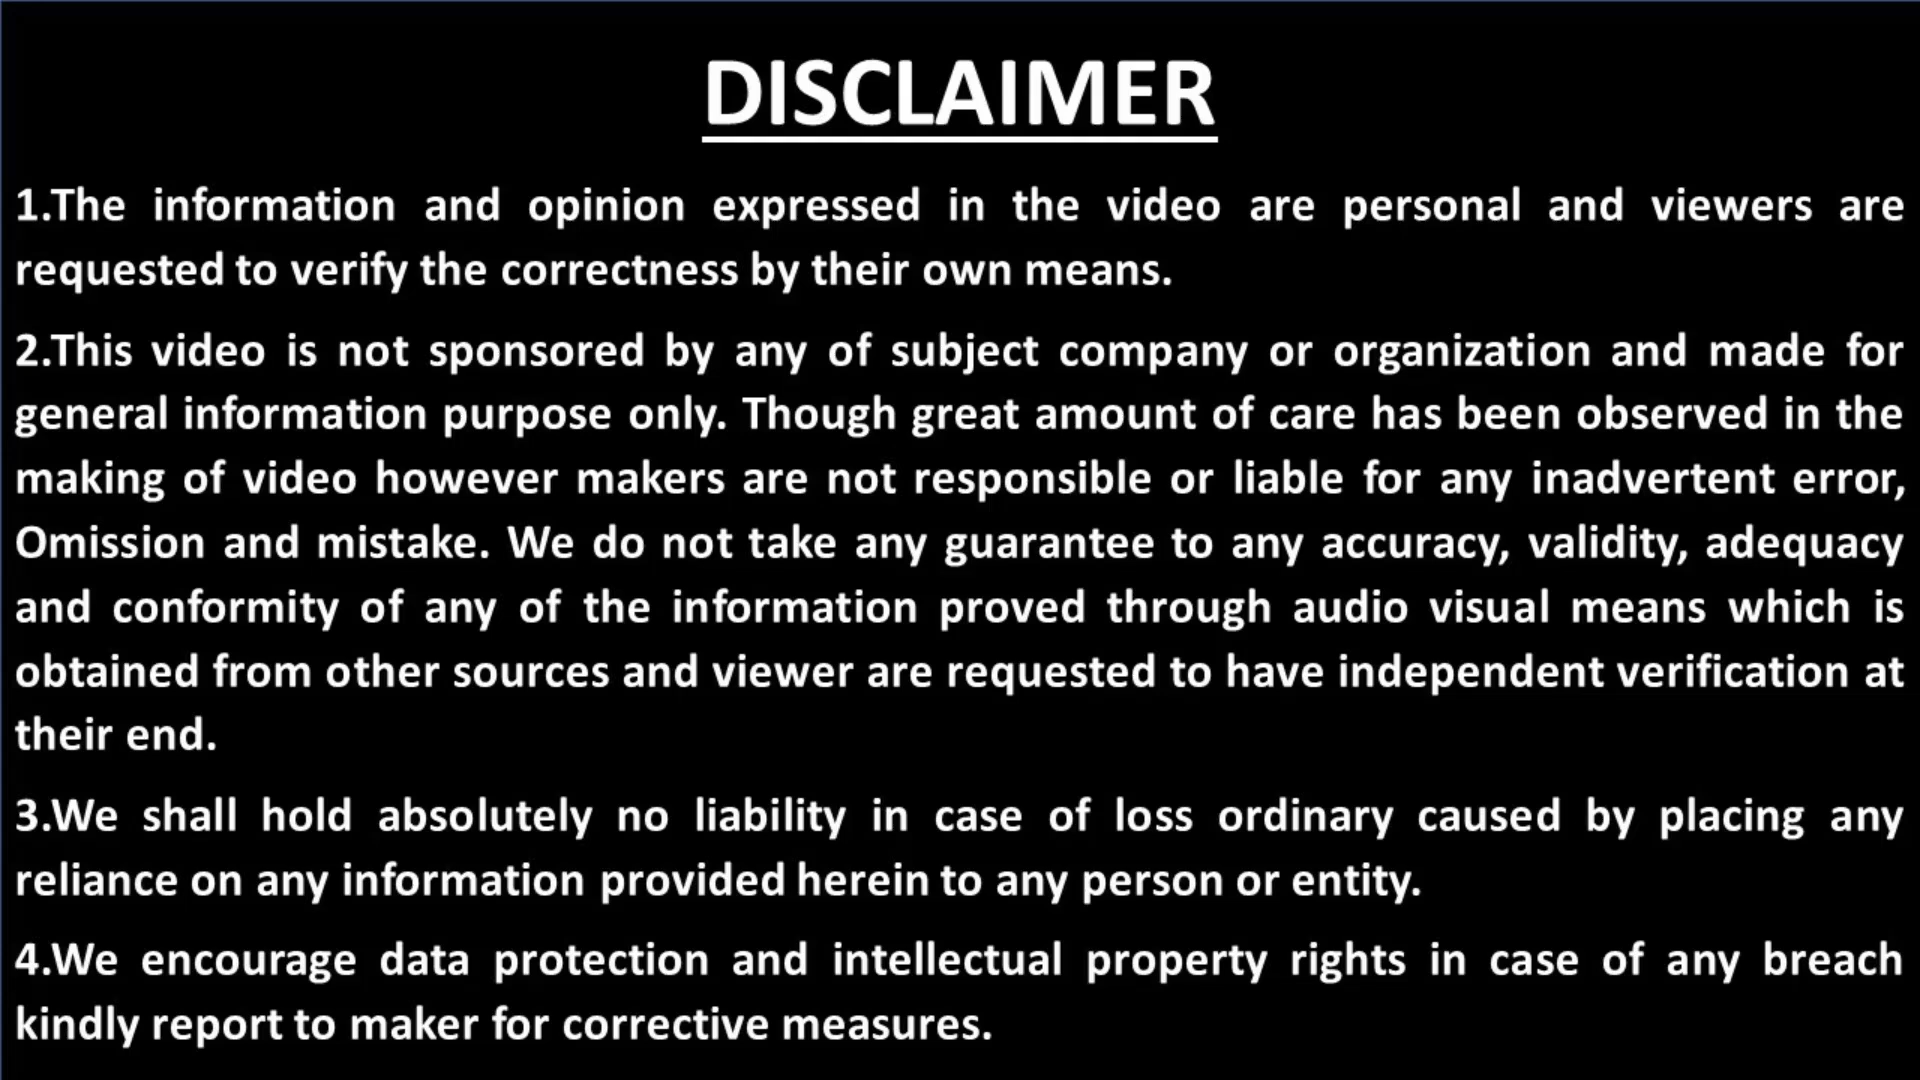 DISCLAIMER
1.The information and opinion expressed in the video are personal and viewers are
requested to verify the correctness by their own means.
2.This video is not sponsored by any of subject company or organization and made for
general information purpose only. Though great amount of care has been observed in the
making of video however makers are not responsible or liable for any inadvertent error,
Omission and mistake. We do not take any guarantee to any accuracy, validity, adequacy
and conformity of any of the information proved through audio visual means which is
obtained from other sources and viewer are requested to have independent verification at
their end.
3.We shall hold absolutely no liability in case of loss ordinary caused by placing any
reliance on any information provided herein to any person or entity.
4.We encourage data protection and intellectual property rights in case of any breach
kindly report to maker for corrective measures.